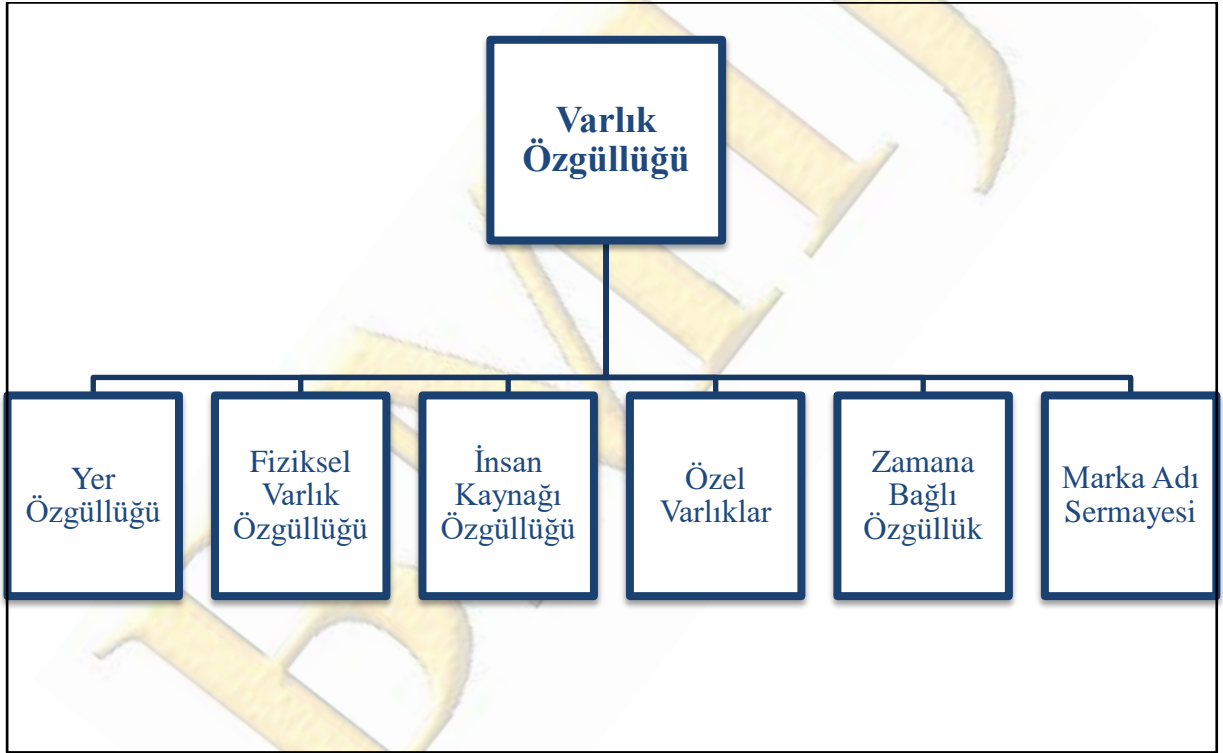 Varlık
Özgüllüğü
Yer
Özgüllüğü
Fiziksel
Varlık
Özgüllüğü
İnsan
Kaynağı
Özgüllüğü
Özel
Varlıklar
Zamana
Bağlı
Özgüllük
Marka Adı
Sermayesi